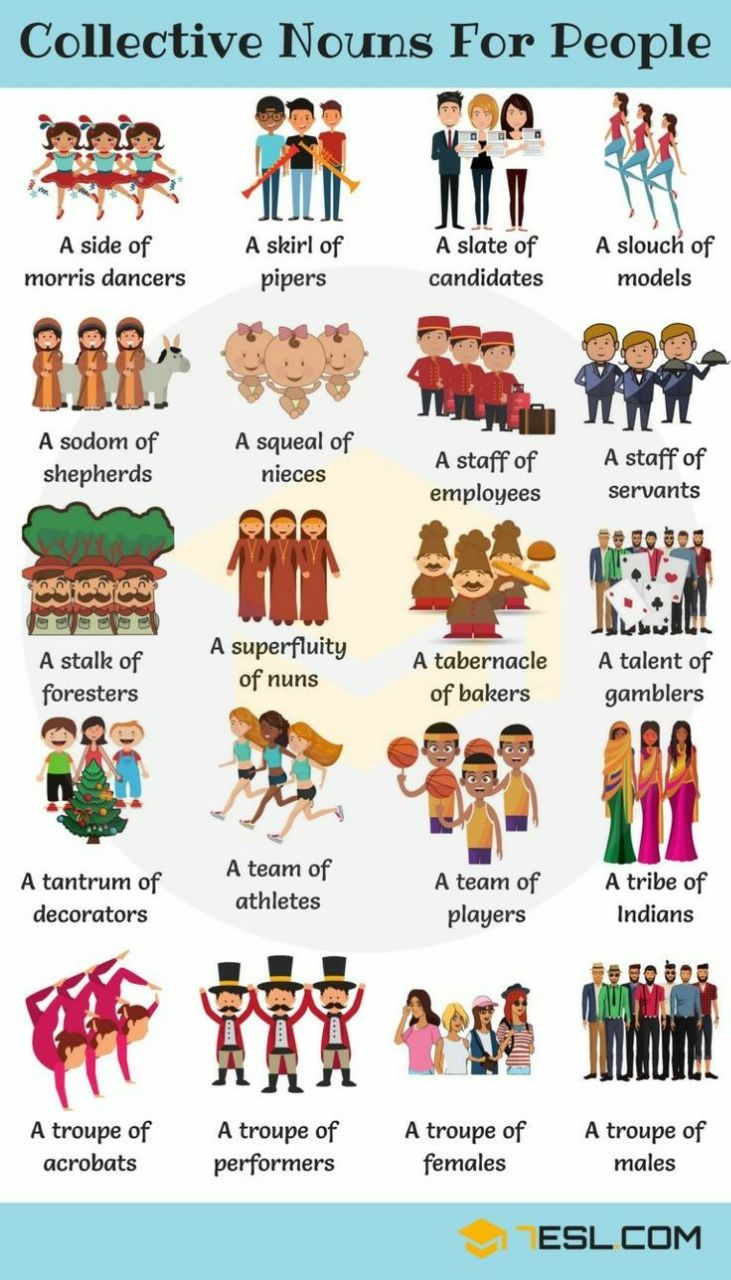 Collective Nouns For People
A side of
morris dancers
A skirl of
pipers
A slate of
candidates
A slouch of
models
A sodom of
shepherds
A squeal of
nieces
A staff of
employees
A staff of
servants
A stalk of
foresters
A superfluity
of nuns
A tabernacle
of bakers
A talent of
gamblers
A tantrum of
decorators
A team of
athletes
A team of
players
A tribe of
Indians
A troupe of
acrobats
A troupe of
performers
A troupe of
females
A troupe of
males
7ESL.COM